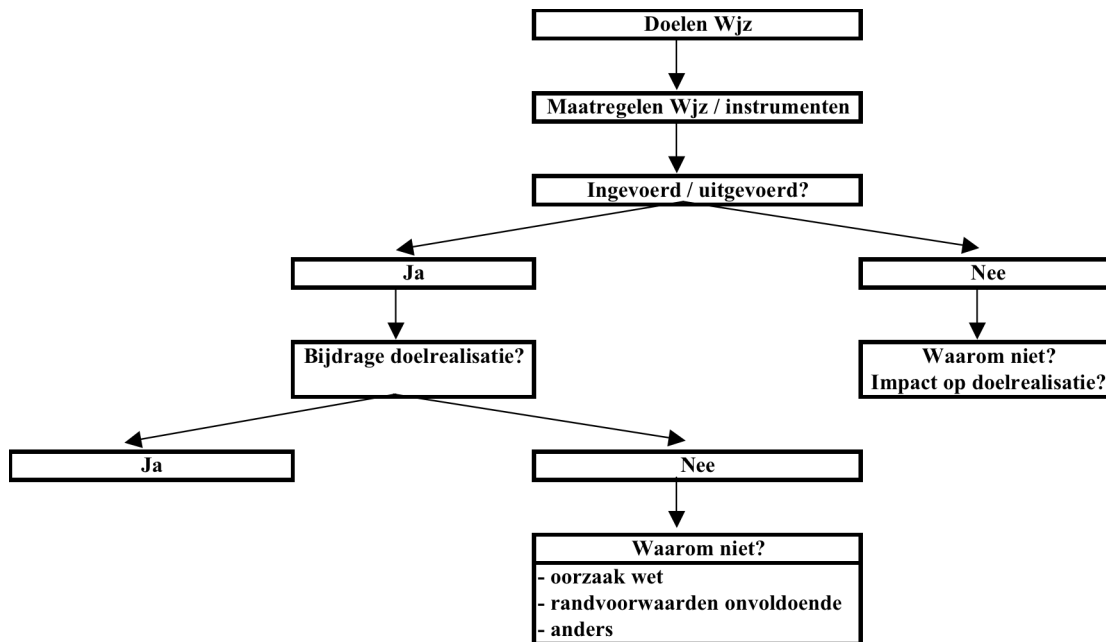 Doelen Wjz
Maatregelen Wjz / instrumenten
Ingevoerd / uitgevoerd?
Ja
Nee
Bijdrage doelrealisatie?
Waarom niet?
Impact op doelrealisatie?
Ja
Nee
Waarom niet?
- oorzaak wet
- randvoorwaarden onvoldoende
- anders